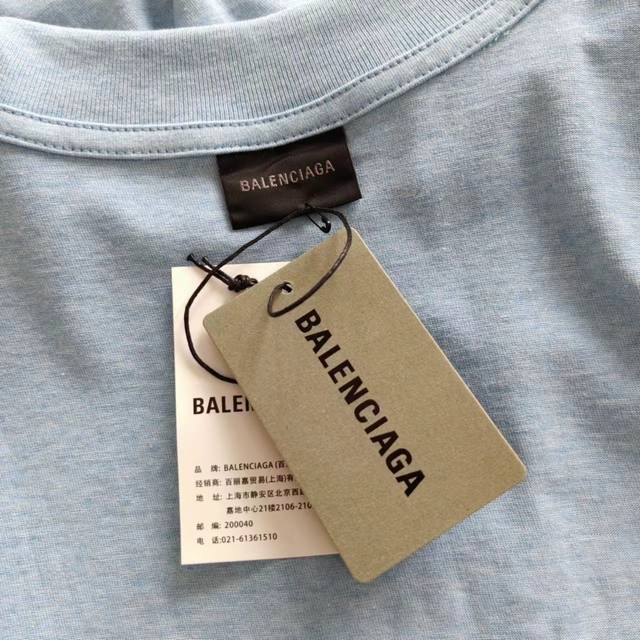 BALENCIAGA
BALENCIAGA
BALEN
品 牌: BALENCIAGA (百
经销商: 百丽嘉贸易(上海)有
地 址: 上海市静安区北京西
嘉地中心21楼2106-210
邮 编: 200040
电 话:021-61361510